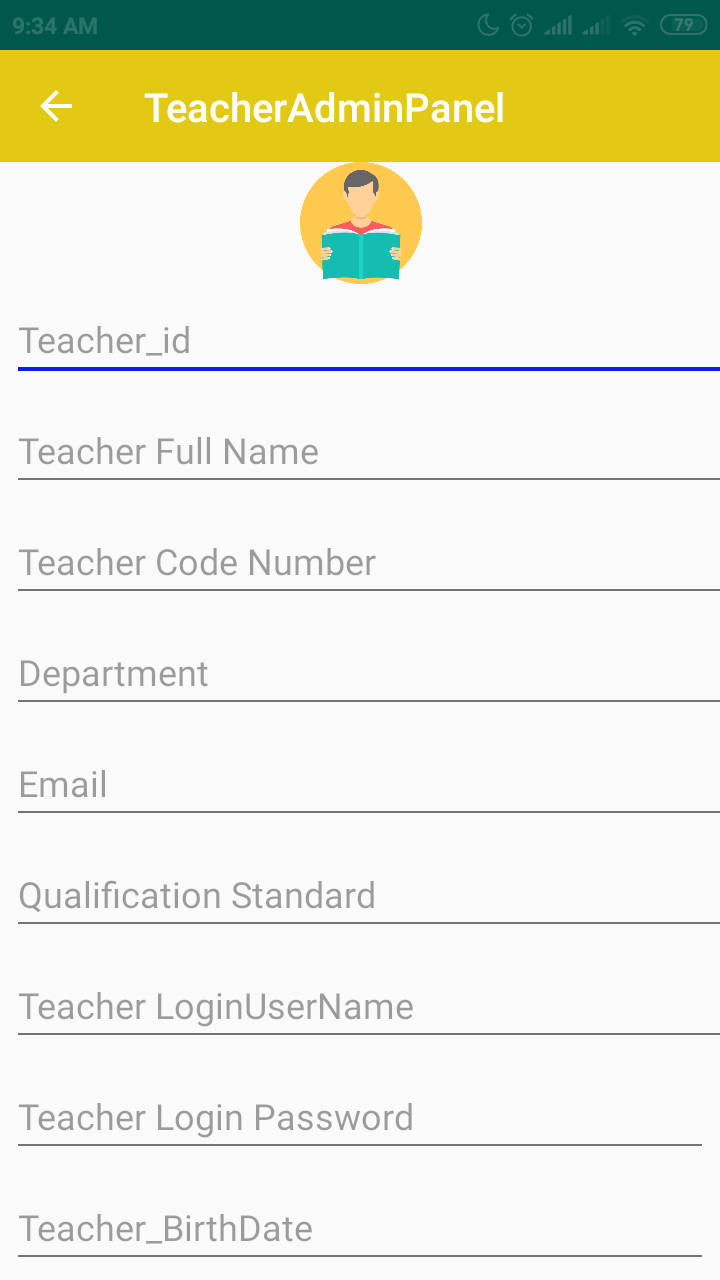 9:34 AM 79
TeacherAdminPanel
Teacher_id
Teacher Full Name
Teacher Code Number
Department
Email
Qualification Standard
Teacher LoginUserName
Teacher Login Password
Teacher_BirthDate